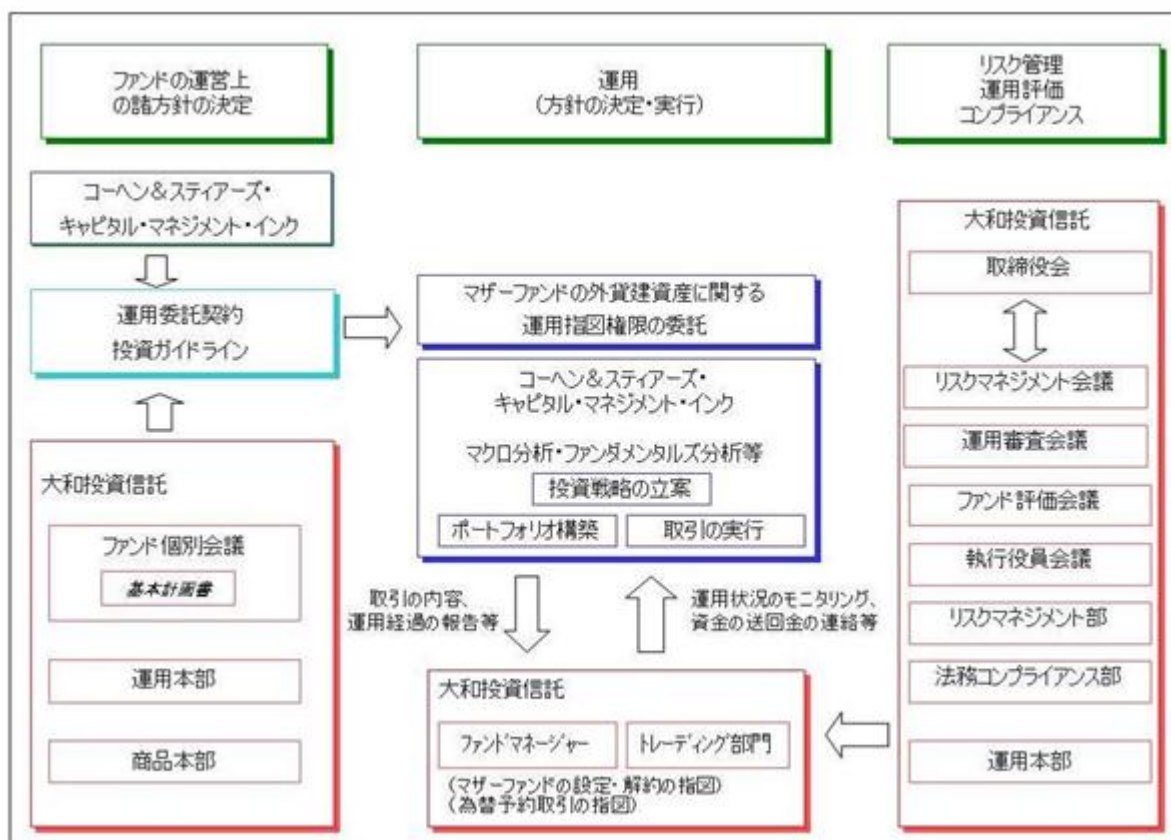 ファンドの運営上
の諸方針の決定
運用
(方針の決定・実行)
リスク管理
運用評価
コンプライアンス
コーヘン&スティアーズ・
キャピタル・マネジメント・インク
運用委託契約
投資ガイドライン
大和投資信託
ファンド個別会議
基本計画書
運用本部
商品本部
マザーファンドの外貨建資産に関する
運用指図権限の委託
コーヘン&スティアーズ・
キャピタル・マネジメント・インク
マクロ分析・ファンダメンタルズ分析等
投資戦略の立案
ポートフォリオ構築
取引の実行
取引の内容、
運用経過の報告等
運用状況のモニタリング、
資金の送回金の連絡等
大和投資信託
ファンドマネージャー
トレーディング部門
(マザーファンドの設定・解約の指図)
(為替予約取引の指図)
大和投資信託
取締役会
リスクマネジメント会議
運用審査会議
ファンド評価会議
執行役員会議
リスクマネジメント部
法務コンプライアンス部
運用本部